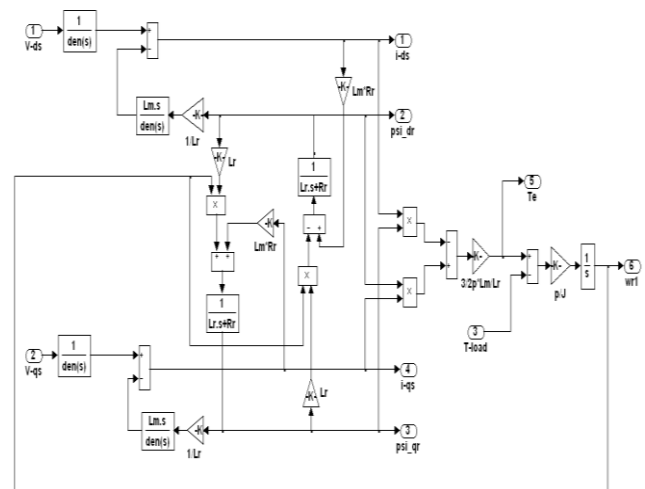 1
V-ds
1
den(s)
+
-
1
i-ds
-K-
Lm*Rr
Lm.s
den(s)
-K-
1/Lr
2
psi_dr
-K-
Lr
1
Lr.s+Rr
x
-K-
Lm*Rr
- +
x
+ +
x
x
-
+
-K-
3/2p*Lm/Lr
5
Te
+
-
-K-
p/J
1
s
6
wr1
1
Lr.s+Rr
3
T-load
2
V-qs
1
den(s)
+
-
4
i-qs
-K-
Lr
Lm.s
den(s)
-K-
1/Lr
3
psi_qr